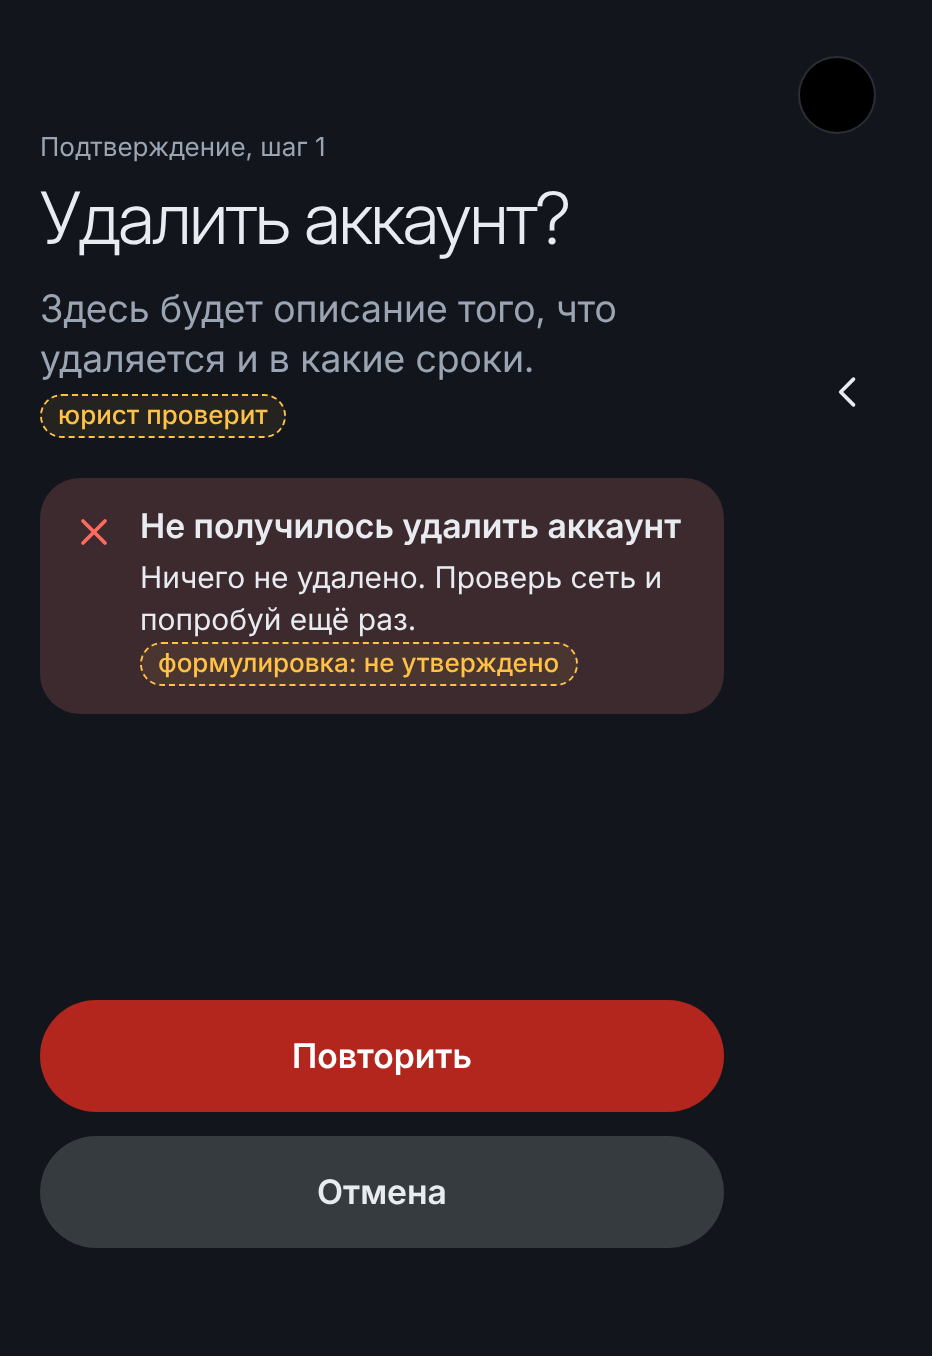 Подтверждение, шаг 1
Удалить аккаунт?
Здесь будет описание того, что
удаляется и в какие сроки.
юрист проверит
Не получилось удалить аккаунт
Ничего не удалено. Проверь сеть и
попробуй ещё раз.
формулировка: не утверждено
Повторить
Отмена